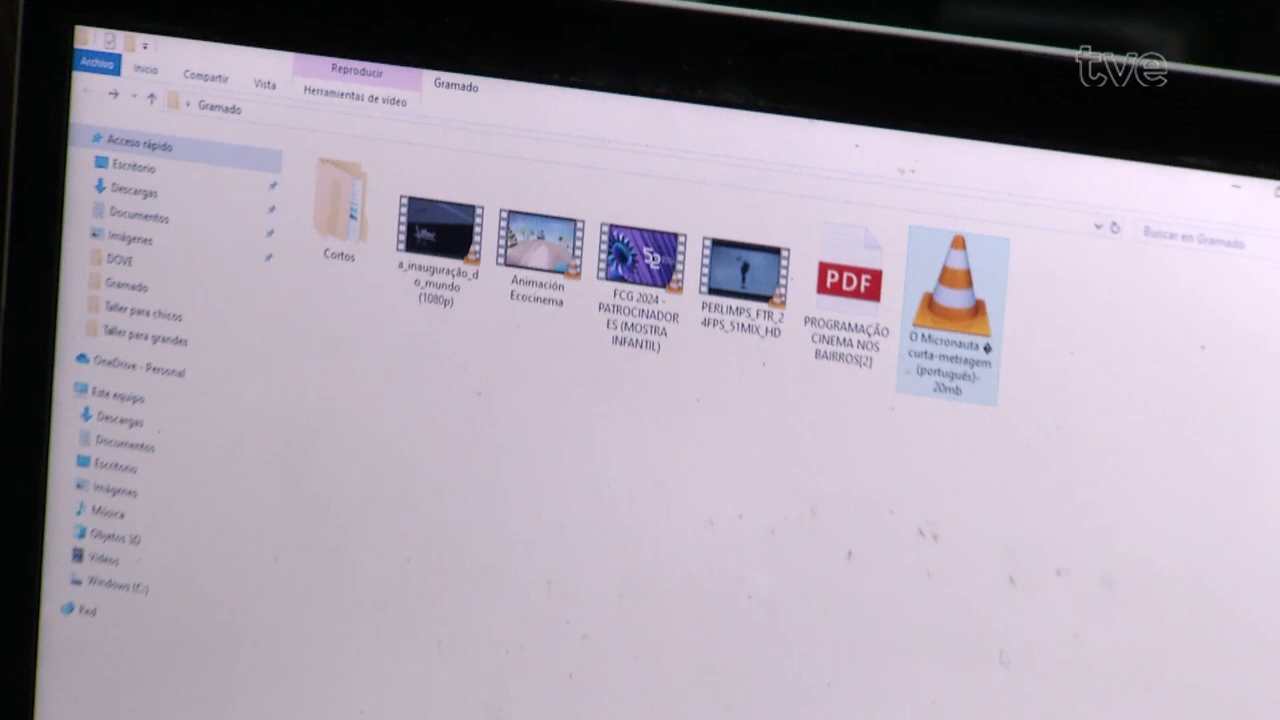 tve
Reproducir
Archivo
Inicio
Compartir
Vista
Herramientas de vídeo
Gramado
Gramado
Buscar en Gramado
Acceso rápido
Escritorio
Descargas
Documentos
Imágenes
DOVE
Gramado
Taller para chicos
Taller para grandes
OneDrive - Personal
Este equipo
Descargas
Documentos
Escritorio
Imágenes
Música
Objetos 3D
Vídeos
Windows (C:)
Red
Cortos
a_inauguração_d
o_mundo
(1080p)
Animación
Ecocinema
52
FCG 2024 -
PATROCINADOR
ES (MOSTRA
INFANTIL)
PERLIMPS_FTR_2
4FPS_51MIX_HD
PDF
PROGRAMAÇÃO
CINEMA NOS
BAIRROS[2]
O Micronauta �
curta-metragem
(português)-
20mb